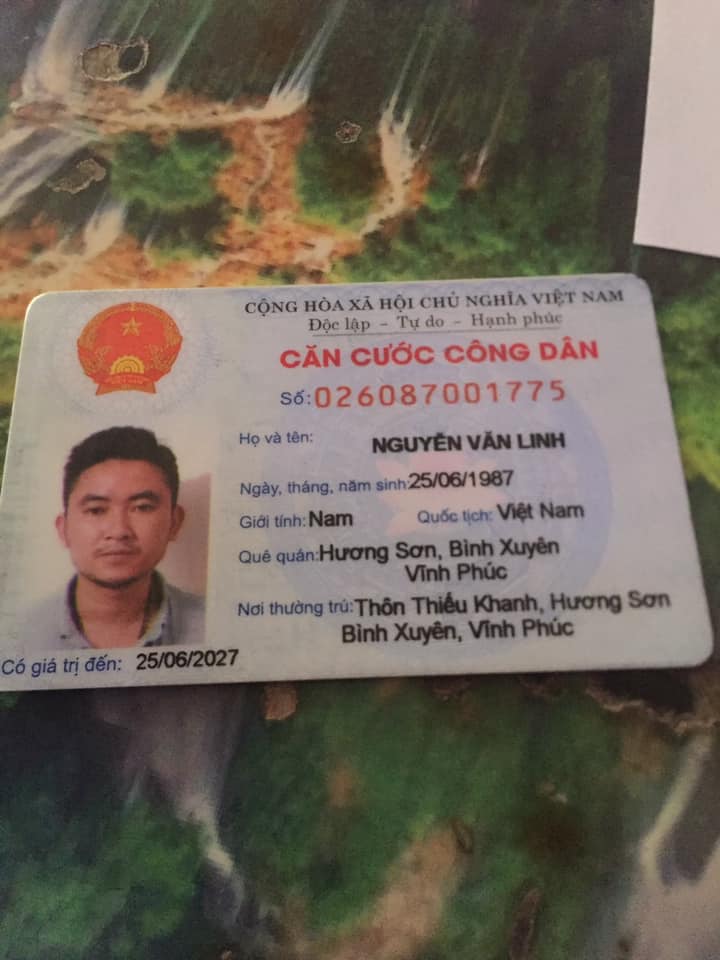 CỘNG HÒA XÃ HỘI CHỦ NGHĨA VIỆT NAM
Độc lập - Tự do - Hạnh phúc
CĂN CƯỚC CÔNG DÂN
Số: 026087001775
Họ và tên: NGUYỄN VĂN LINH
Ngày, tháng, năm sinh: 25/06/1987
Giới tính: Nam Quốc tịch: Việt Nam
Quê quán: Hương Sơn, Bình Xuyên
Vĩnh Phúc
Nơi thường trú: Thôn Thiếu Khanh, Hương Sơn
Bình Xuyên, Vĩnh Phúc
Có giá trị đến: 25/06/2027